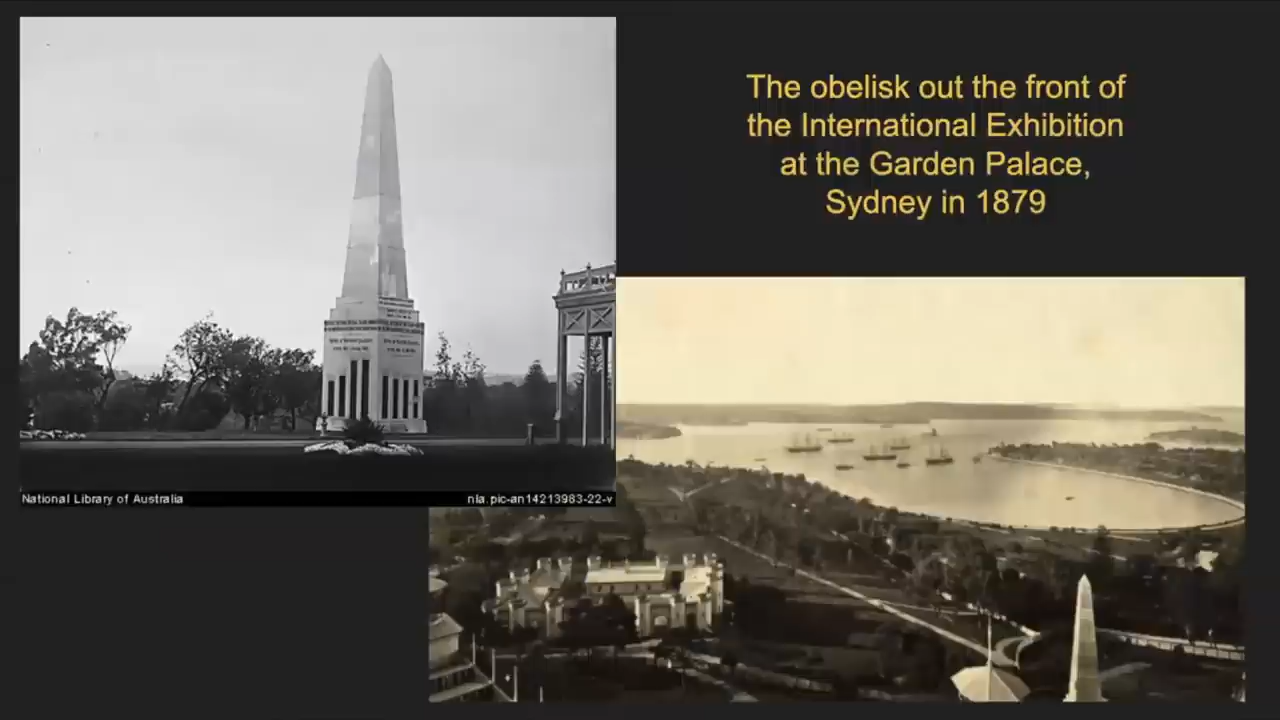 The obelisk out the front of
the International Exhibition
at the Garden Palace,
Sydney in 1879
National Library of Australia
nla.pic-an14213983-22-v